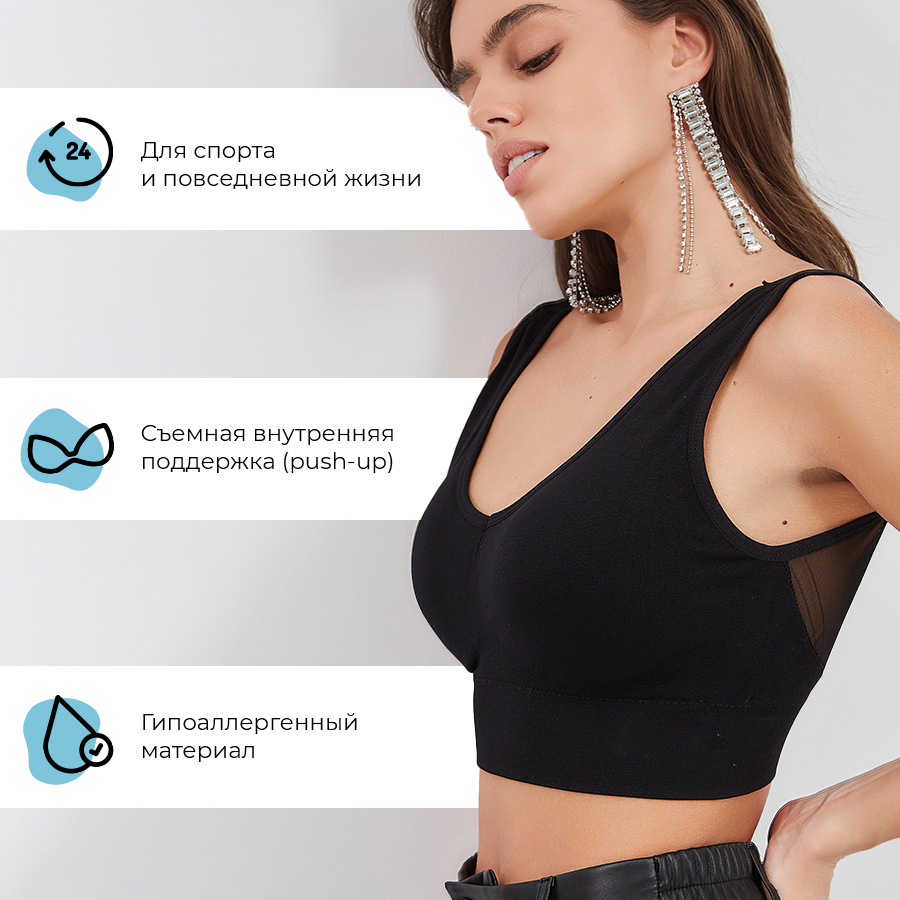 24
Для спорта
и повседневной жизни
Съемная внутренняя
поддержка (push-up)
Гипоаллергенный
материал